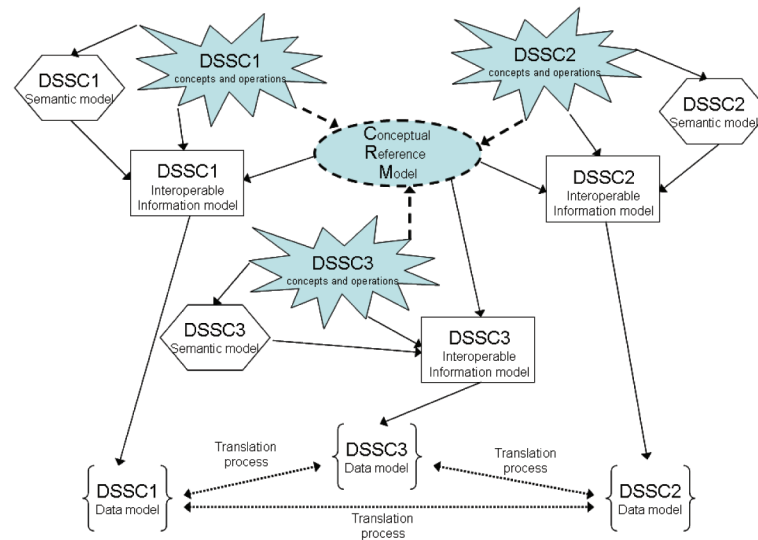 DSSC1
concepts and operations
DSSC2
concepts and operations
DSSC1
Semantic model
DSSC2
Semantic model
Conceptual
Reference
Model
DSSC1
Interoperable
Information model
DSSC2
Interoperable
Information model
DSSC3
concepts and operations
DSSC3
Semantic model
DSSC3
Interoperable
Information model
Translation
process
DSSC3
Data model
Translation
process
DSSC1
Data model
DSSC2
Data model
Translation
process